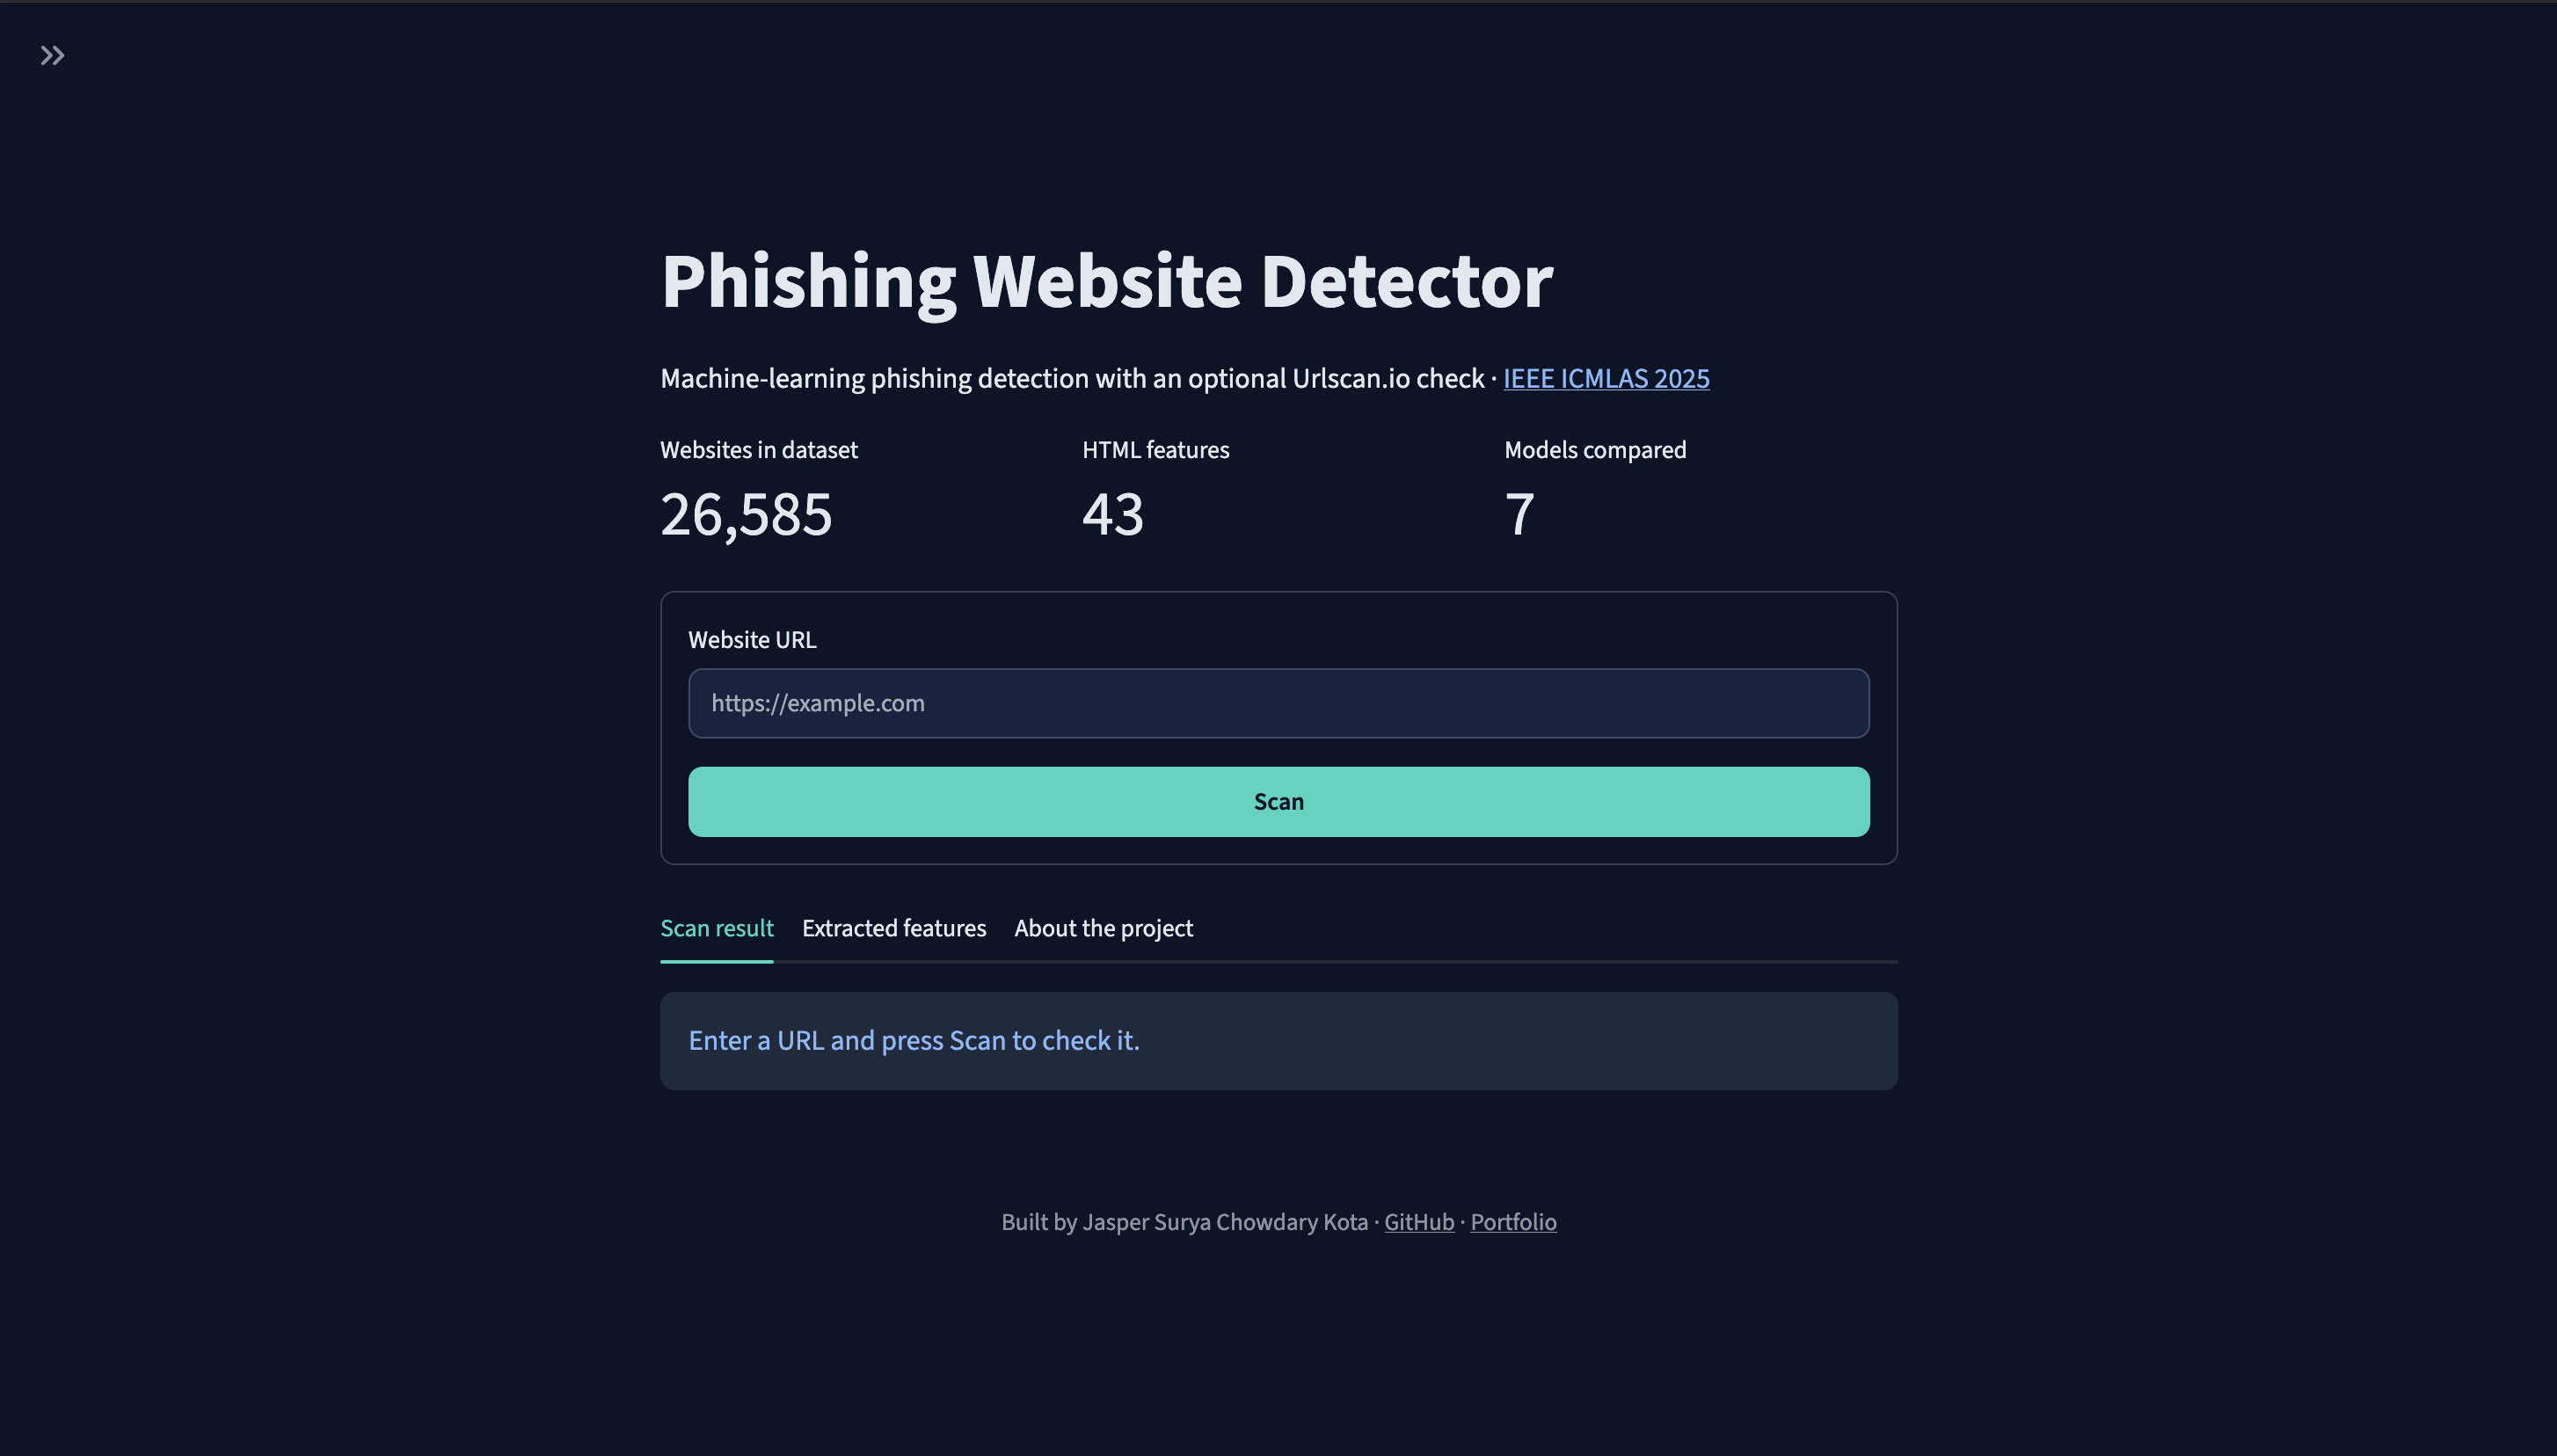 Phishing Website Detector
Machine-learning phishing detection with an optional Urlscan.io check · IEEE ICMLAS 2025
Websites in dataset
26,585
HTML features
43
Models compared
7
Website URL
https://example.com
Scan
Scan result
Extracted features
About the project
Enter a URL and press Scan to check it.
Built by Jasper Surya Chowdary Kota · GitHub · Portfolio